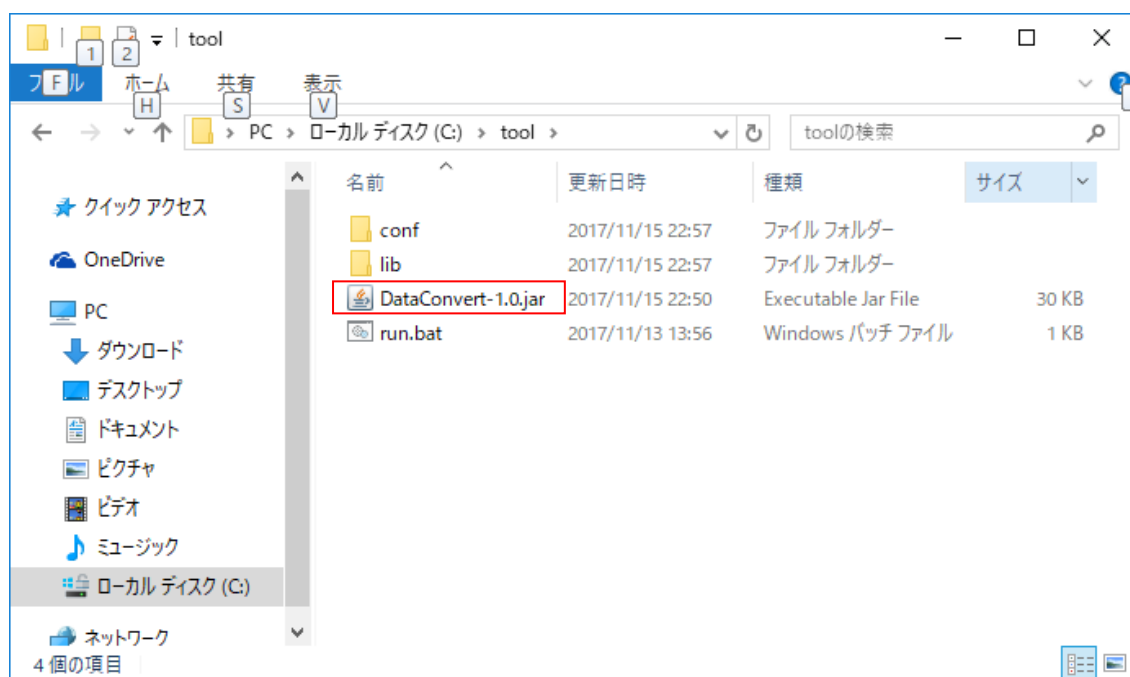 tool
1 2
ファイル ホーム 共有 表示
F H S V
PC ローカル ディスク (C:) tool
toolの検索
名前 更新日時 種類 サイズ
クイック アクセス
OneDrive
PC
ダウンロード
デスクトップ
ドキュメント
ピクチャ
ビデオ
ミュージック
ローカル ディスク (C:)
ネットワーク
conf 2017/11/15 22:57 ファイル フォルダー
lib 2017/11/15 22:57 ファイル フォルダー
DataConvert-1.0.jar 2017/11/15 22:50 Executable Jar File 30 KB
run.bat 2017/11/13 13:56 Windows バッチ ファイル 1 KB
4 個の項目